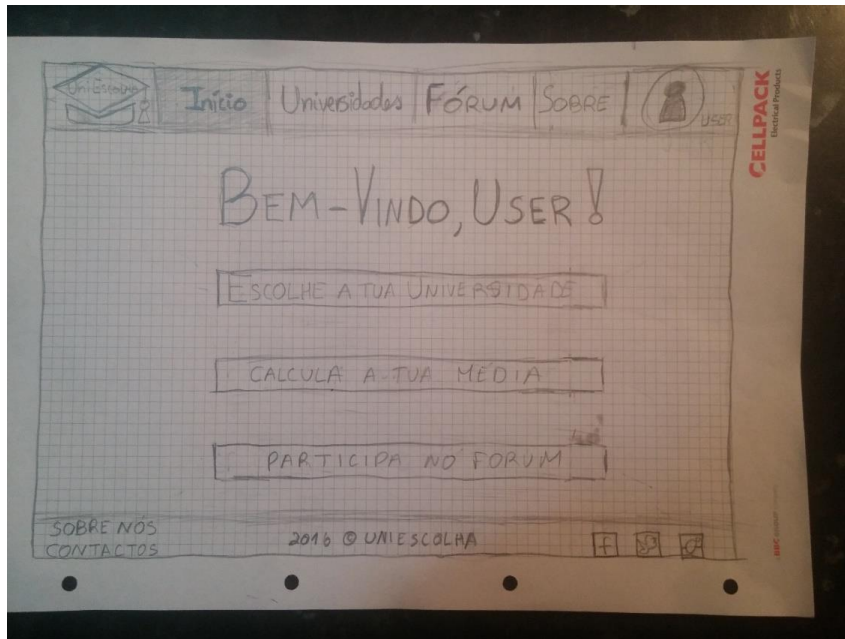 UniEscolha
Início Universidades FÓRUM SOBRE USER
BEM-VINDO, USER!
ESCOLHE A TUA UNIVERSIDADE
CALCULA A TUA MÉDIA
PARTICIPA NO FORUM
SOBRE NÓS
CONTACTOS
2016 © UNIESCOLHA
f
CELLPACK
Electrical Products